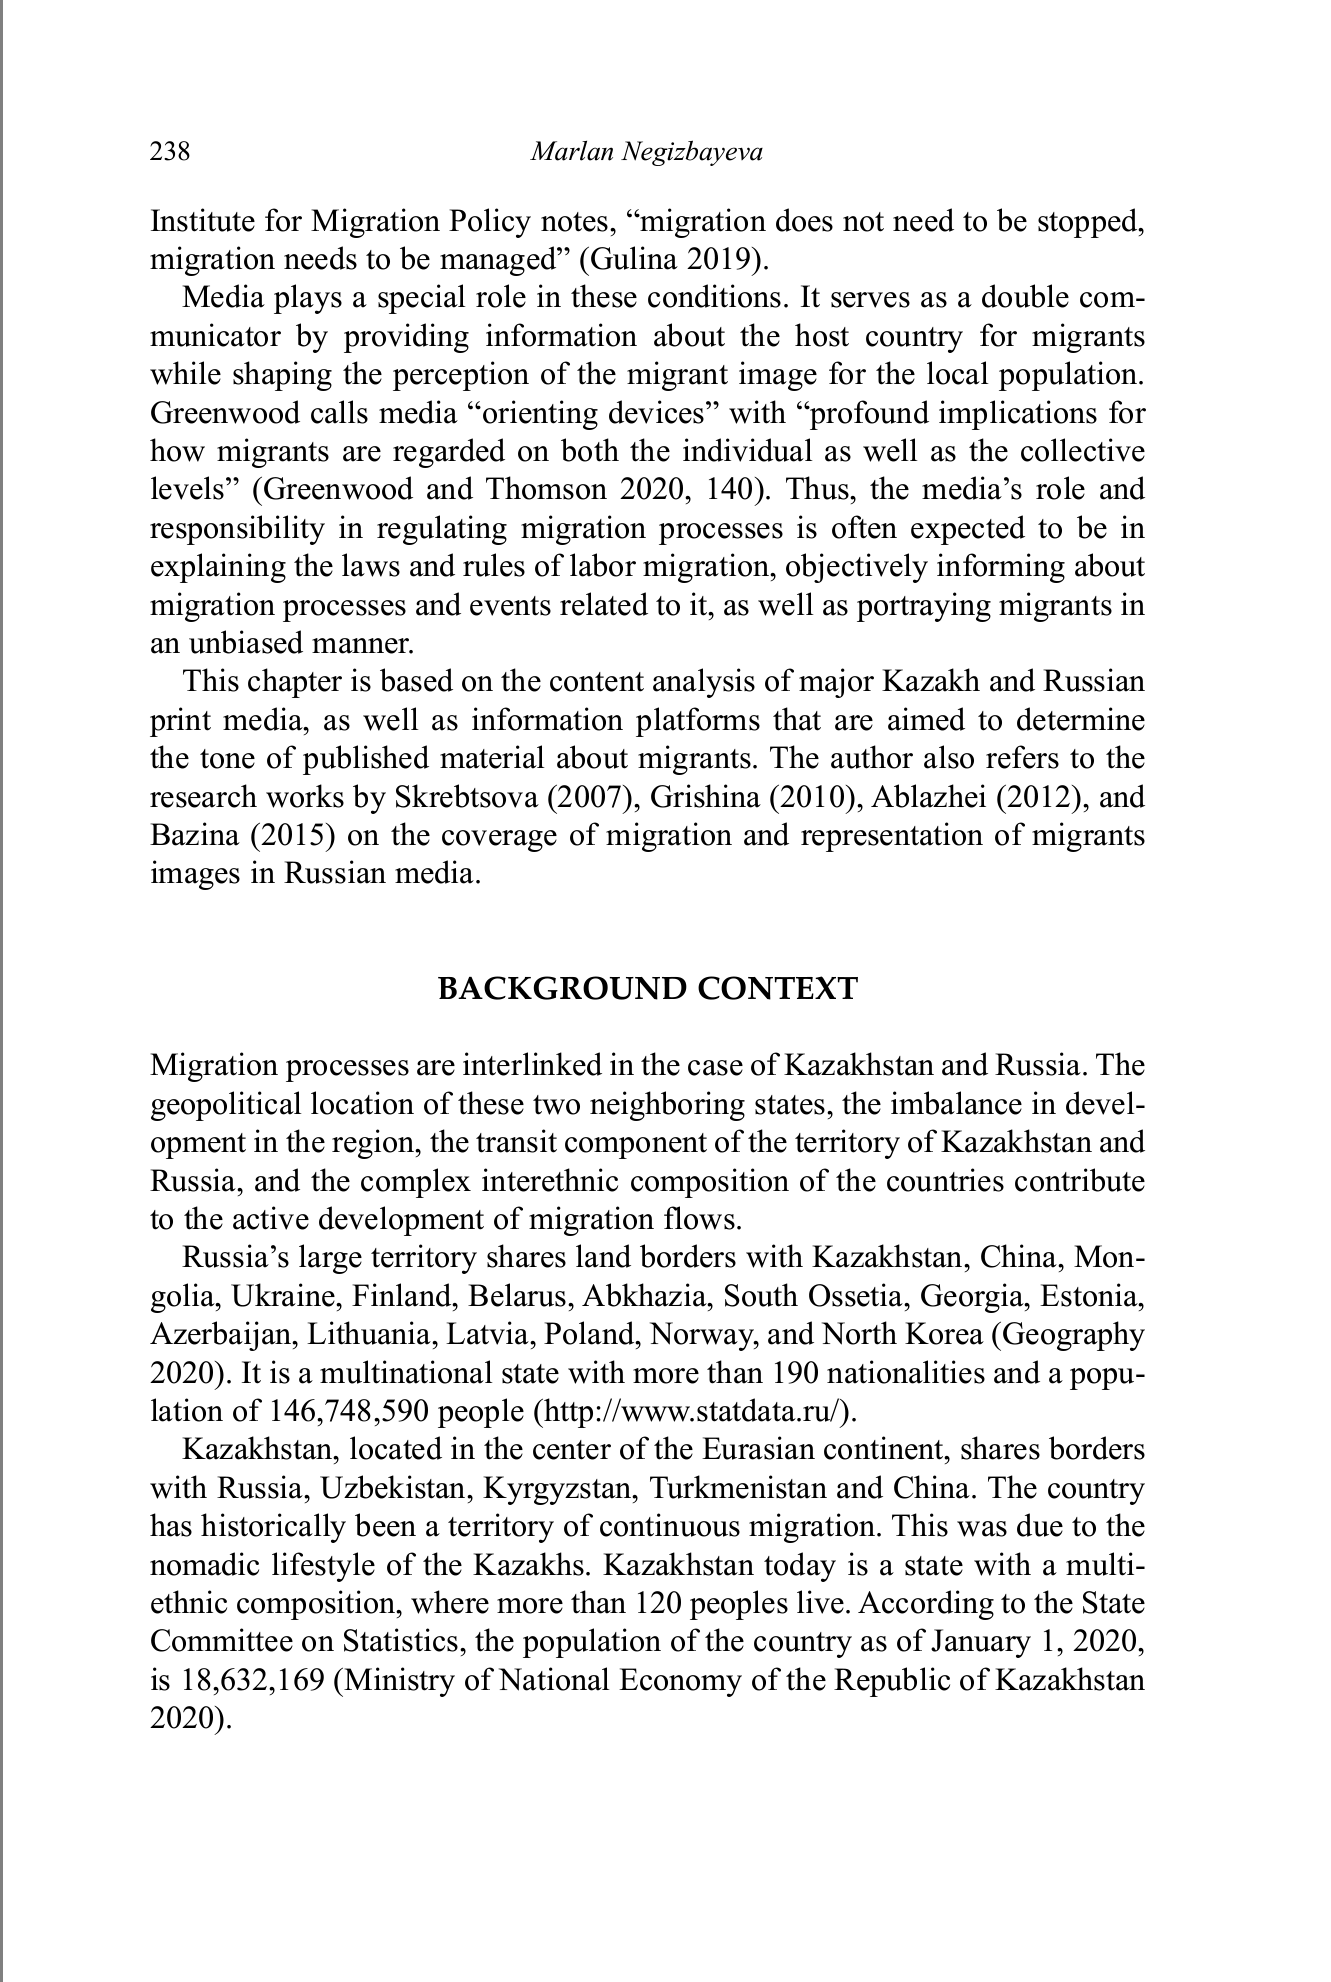 238
Marlan Negizbayeva
Institute for Migration Policy notes, “migration does not need to be stopped,
migration needs to be managed” (Gulina 2019).
Media plays a special role in these conditions. It serves as a double com-
municator by providing information about the host country for migrants
while shaping the perception of the migrant image for the local population.
Greenwood calls media “orienting devices” with “profound implications for
how migrants are regarded on both the individual as well as the collective
levels” (Greenwood and Thomson 2020, 140). Thus, the media’s role and
responsibility in regulating migration processes is often expected to be in
explaining the laws and rules of labor migration, objectively informing about
migration processes and events related to it, as well as portraying migrants in
an unbiased manner.
This chapter is based on the content analysis of major Kazakh and Russian
print media, as well as information platforms that are aimed to determine
the tone of published material about migrants. The author also refers to the
research works by Skrebtsova (2007), Grishina (2010), Ablazhei (2012), and
Bazina (2015) on the coverage of migration and representation of migrants
images in Russian media.
BACKGROUND CONTEXT
Migration processes are interlinked in the case of Kazakhstan and Russia. The
geopolitical location of these two neighboring states, the imbalance in devel-
opment in the region, the transit component of the territory of Kazakhstan and
Russia, and the complex interethnic composition of the countries contribute
to the active development of migration flows.
Russia’s large territory shares land borders with Kazakhstan, China, Mon-
golia, Ukraine, Finland, Belarus, Abkhazia, South Ossetia, Georgia, Estonia,
Azerbaijan, Lithuania, Latvia, Poland, Norway, and North Korea (Geography
2020). It is a multinational state with more than 190 nationalities and a popu-
lation of 146,748,590 people (http://www.statdata.ru/).
Kazakhstan, located in the center of the Eurasian continent, shares borders
with Russia, Uzbekistan, Kyrgyzstan, Turkmenistan and China. The country
has historically been a territory of continuous migration. This was due to the
nomadic lifestyle of the Kazakhs. Kazakhstan today is a state with a multi-
ethnic composition, where more than 120 peoples live. According to the State
Committee on Statistics, the population of the country as of January 1, 2020,
is 18,632,169 (Ministry of National Economy of the Republic of Kazakhstan
2020).